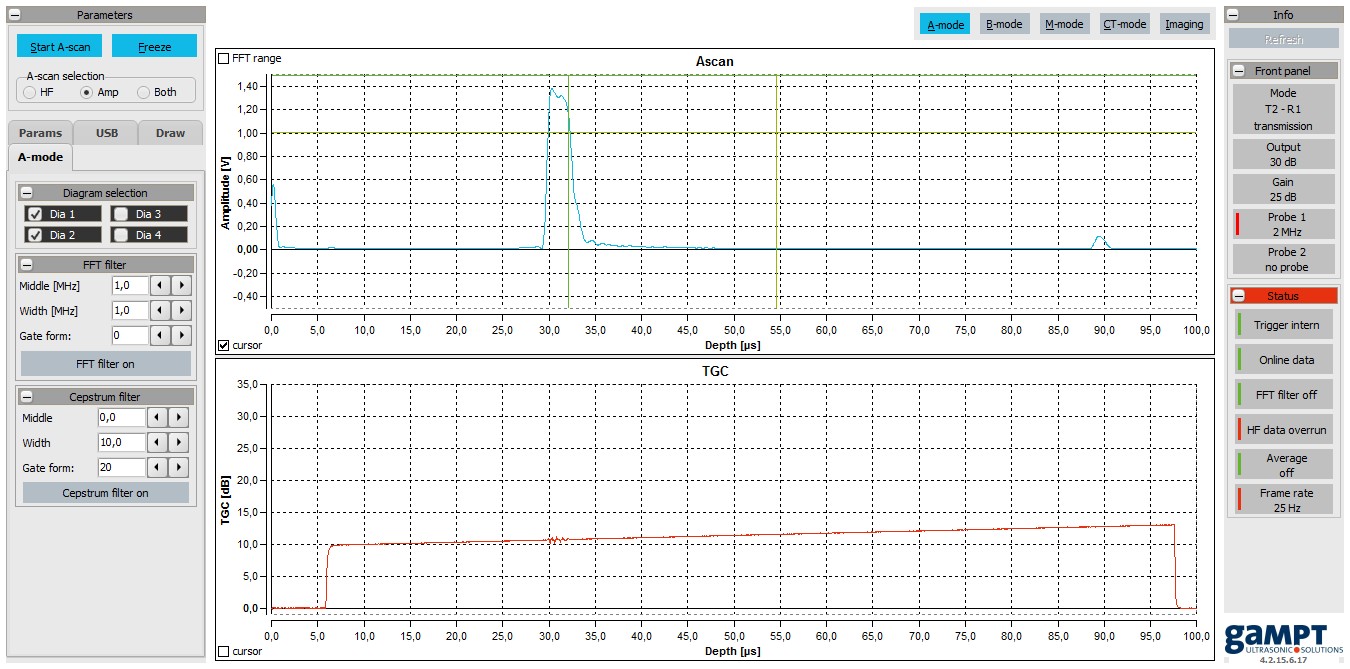 Parameters
Start A-scan
Freeze
A-scan selection
HF
Amp
Both
Params
USB
Draw
A-mode
Diagram selection
Dia 1
Dia 3
Dia 2
Dia 4
FFT filter
Middle [MHz]
1,0
Width [MHz]
1,0
Gate form:
0
FFT filter on
Cepstrum filter
Middle
0,0
Width
10,0
Gate form:
20
Cepstrum filter on
A-mode
B-mode
M-mode
CT-mode
Imaging
FFT range
Ascan
1,40
1,20
1,00
0,80
0,60
0,40
0,20
0,00
-0,20
-0,40
Amplitude [V]
0,0 5,0 10,0 15,0 20,0 25,0 30,0 35,0 40,0 45,0 50,0 55,0 60,0 65,0 70,0 75,0 80,0 85,0 90,0 95,0 100,0
Depth [µs]
cursor
TGC
35,0
30,0
25,0
20,0
15,0
10,0
5,0
0,0
TGC [dB]
0,0 5,0 10,0 15,0 20,0 25,0 30,0 35,0 40,0 45,0 50,0 55,0 60,0 65,0 70,0 75,0 80,0 85,0 90,0 95,0 100,0
Depth [µs]
cursor
Info
Refresh
Front panel
Mode
T2 - R1
transmission
Output
30 dB
Gain
25 dB
Probe 1
2 MHz
Probe 2
no probe
Status
Trigger intern
Online data
FFT filter off
HF data overrun
Average
off
Frame rate
25 Hz
gampt
ULTRASONIC SOLUTIONS
4.2.15.6.17